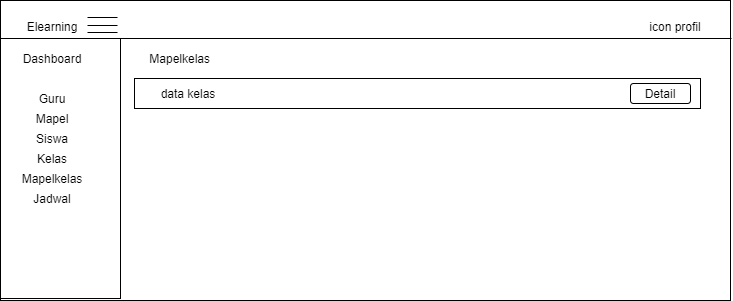 Elearning
icon profil
Dashboard
Mapelkelas
data kelas
Detail
Guru
Mapel
Siswa
Kelas
Mapelkelas
Jadwal